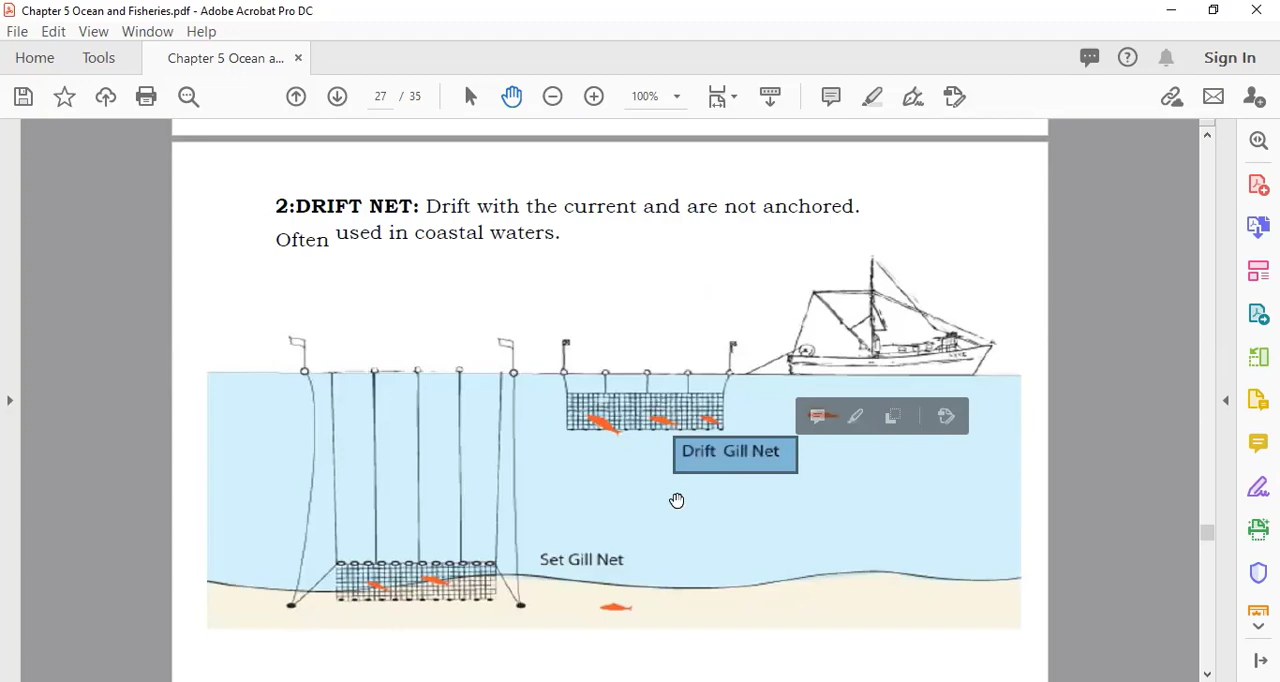 Chapter 5 Ocean and Fisheries.pdf - Adobe Acrobat Pro DC
File Edit View Window Help
Home Tools Chapter 5 Ocean a... × Sign In
27 / 35 100%
2:DRIFT NET: Drift with the current and are not anchored.
Often used in coastal waters.
Drift Gill Net
Set Gill Net